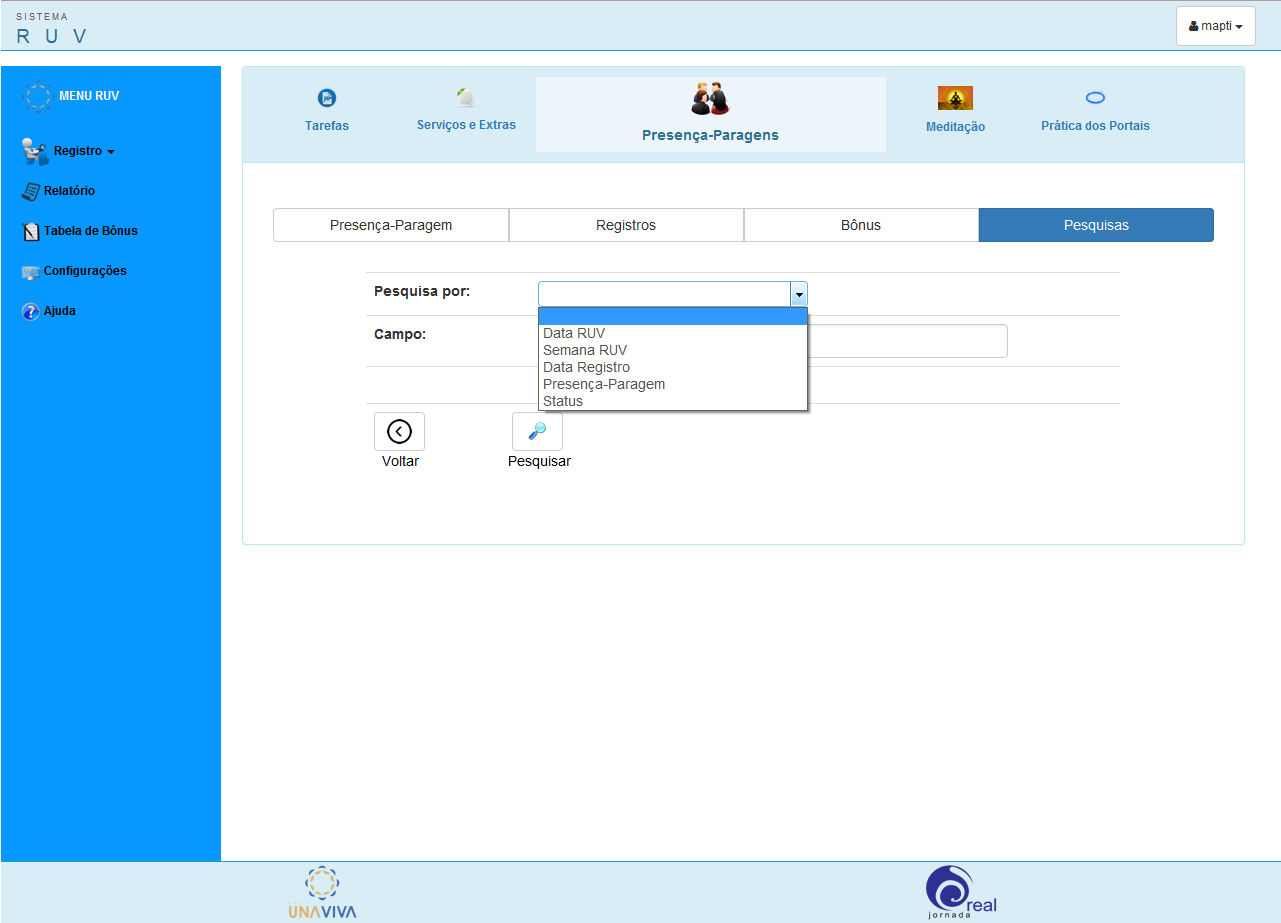 SISTEMA
R U V
mapti
MENU RUV
Registro
Relatório
Tabela de Bônus
Configurações
Ajuda
Tarefas
Serviços e Extras
Presença-Paragens
Meditação
Prática dos Portais
Presença-Paragem
Registros
Bônus
Pesquisas
Pesquisa por:
Data RUV
Semana RUV
Data Registro
Presença-Paragem
Status
Campo:
Voltar
Pesquisar
UNAVIVA
real
jornada